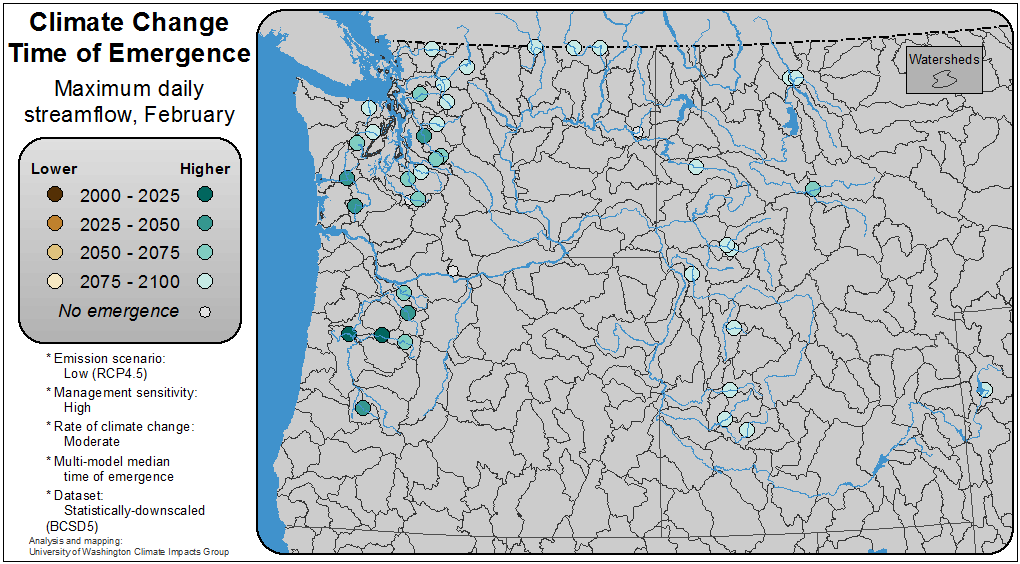 Climate Change
Time of Emergence
Maximum daily
streamflow, February
Lower Higher
2000 - 2025
2025 - 2050
2050 - 2075
2075 - 2100
No emergence
* Emission scenario:
Low (RCP4.5)
* Management sensitivity:
High
* Rate of climate change:
Moderate
* Multi-model median
time of emergence
* Dataset:
Statistically-downscaled
(BCSD5)
Analysis and mapping:
University of Washington Climate Impacts Group
Watersheds